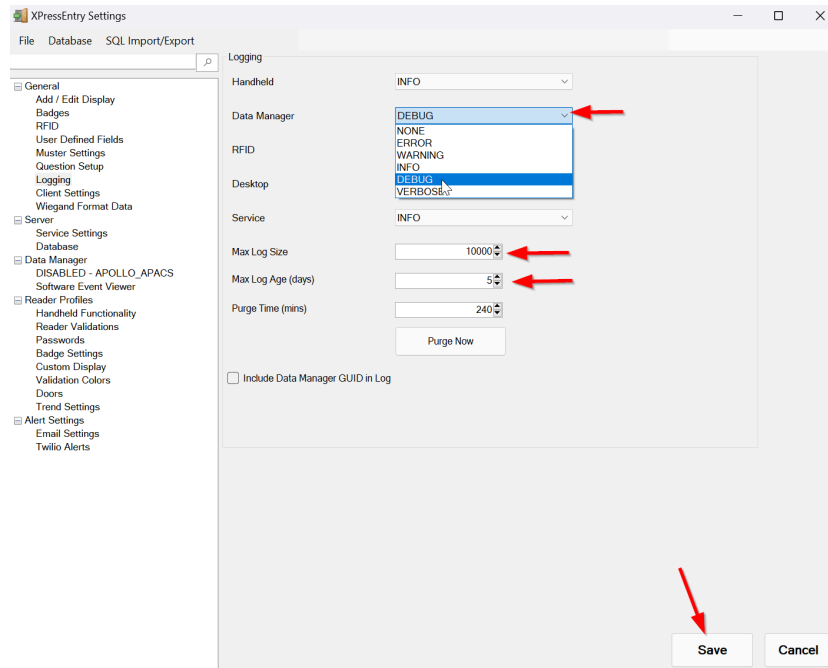 XPressEntry Settings
File Database SQL Import/Export
General
Add / Edit Display
Badges
RFID
User Defined Fields
Muster Settings
Question Setup
Logging
Client Settings
Wiegand Format Data
Server
Service Settings
Database
Data Manager
DISABLED - APOLLO_APACS
Software Event Viewer
Reader Profiles
Handheld Functionality
Reader Validations
Passwords
Badge Settings
Custom Display
Validation Colors
Doors
Trend Settings
Alert Settings
Email Settings
Twilio Alerts
Logging
Handheld INFO
Data Manager DEBUG
NONE
ERROR
WARNING
INFO
DEBUG
VERBOSE
RFID
Desktop
Service INFO
Max Log Size 10000
Max Log Age (days) 5
Purge Time (mins) 240
Purge Now
Include Data Manager GUID in Log
Save Cancel